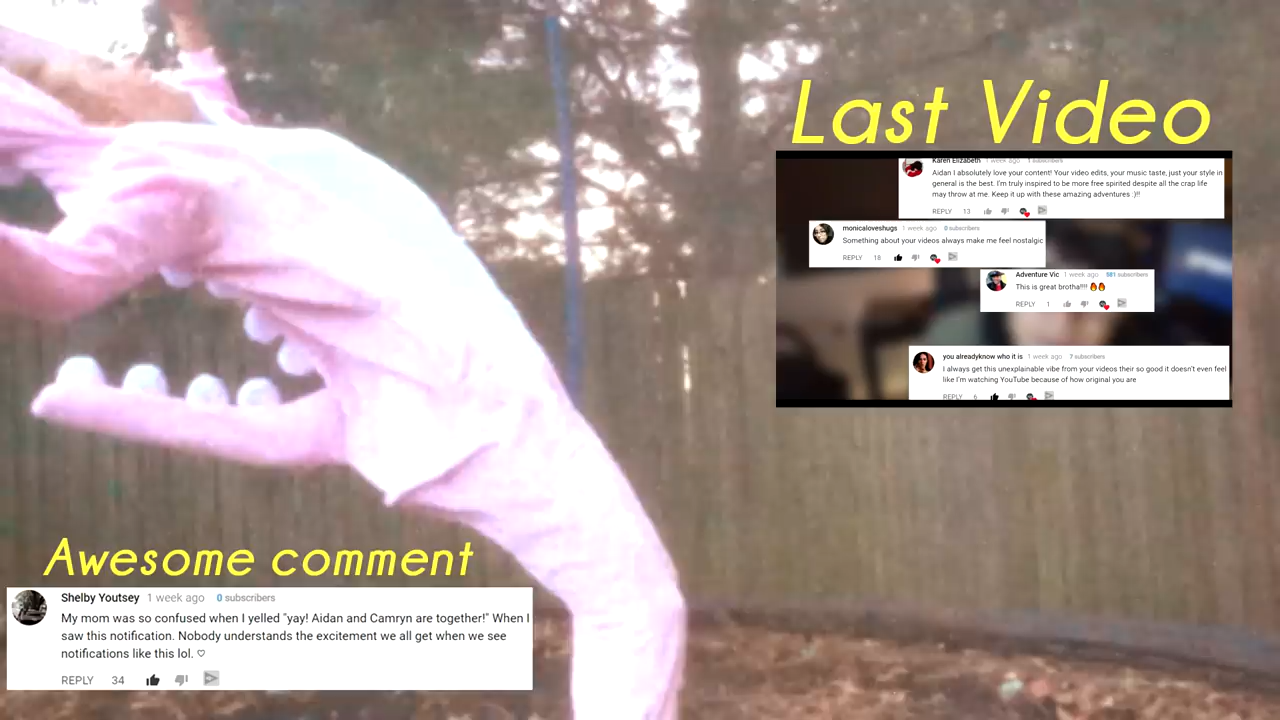 Last Video
Karen Elizabeth 1 week ago 1 subscribers
Aidan I absolutely love your content! Your video edits, your music taste, just your style in
general is the best. I'm truly inspired to be more free spirited despite all the crap life
may throw at me. Keep it up with these amazing adventures :)!!
REPLY 13
monicaloveshugs 1 week ago 0 subscribers
Something about your videos always make me feel nostalgic
REPLY 18
Adventure Vic 1 week ago 581 subscribers
This is great brotha!!!! 🔥🔥
REPLY 1
you alreadyknow who it is 1 week ago 7 subscribers
I always get this unexplainable vibe from your videos their so good it doesn't even feel
like I'm watching YouTube because of how original you are
REPLY 6
Awesome comment
Shelby Youtsey 1 week ago 0 subscribers
My mom was so confused when I yelled "yay! Aidan and Camryn are together!" When I
saw this notification. Nobody understands the excitement we all get when we see
notifications like this lol. ♡
REPLY 34